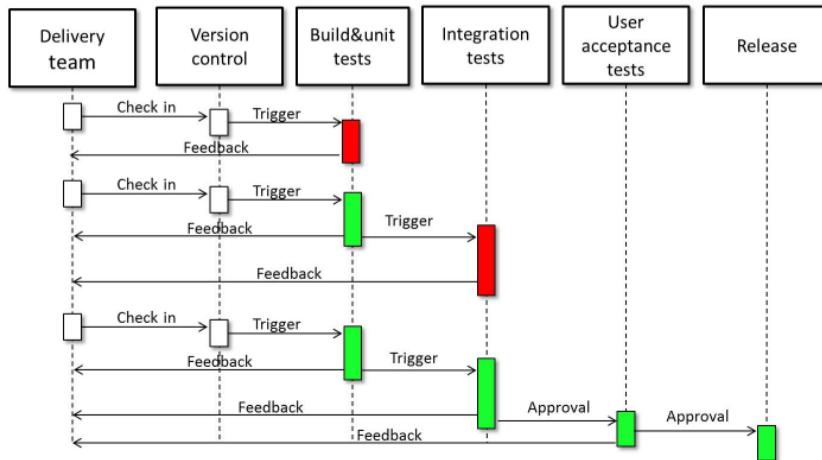 Delivery
team
Version
control
Build&unit
tests
Integration
tests
User
acceptance
tests
Release
Check in
Trigger
Feedback
Check in
Trigger
Feedback
Trigger
Feedback
Check in
Trigger
Feedback
Trigger
Feedback
Approval
Approval
Feedback